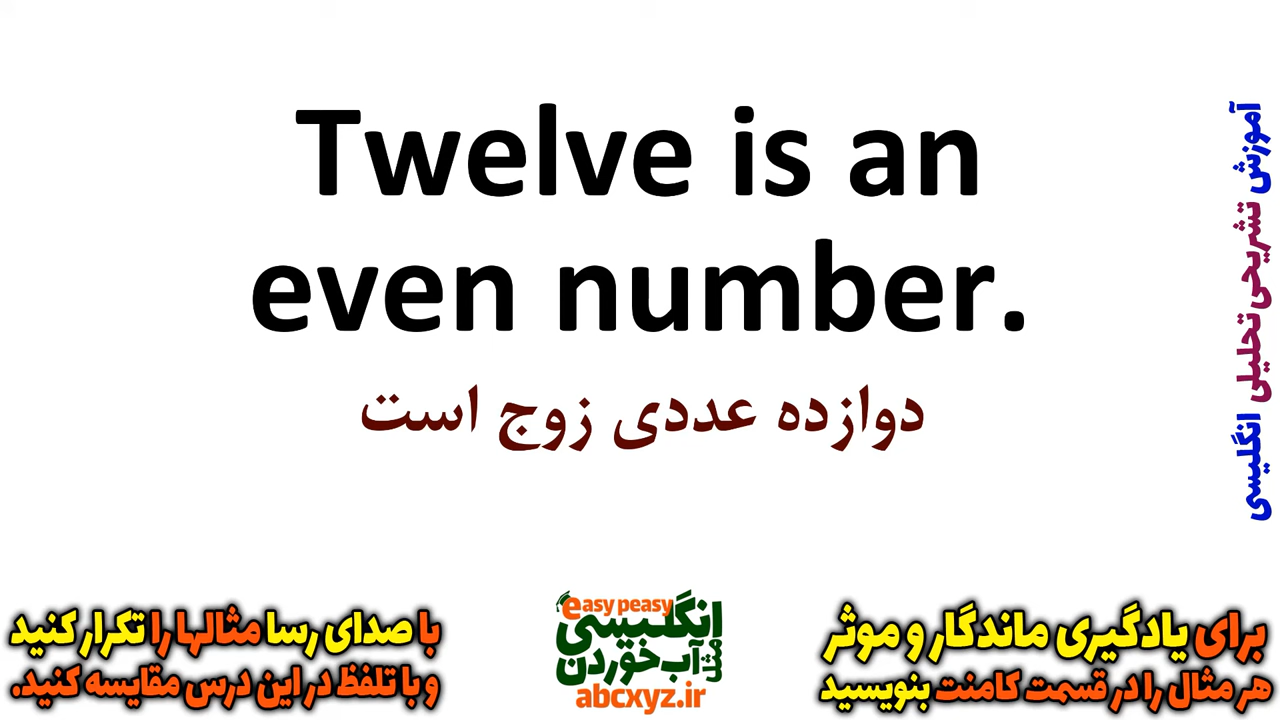 Twelve is an
even number.
دوازده عددی زوج است
آموزش تشریحی تحلیلی انگلیسی
برای یادگیری ماندگار و موثر
هر مثال را در قسمت کامنت بنویسید
easy peasy
انگلیسی
مثل آب خوردن
abcxyz.ir
با صدای رسا مثالها را تکرار کنید
و با تلفظ در این درس مقایسه کنید.